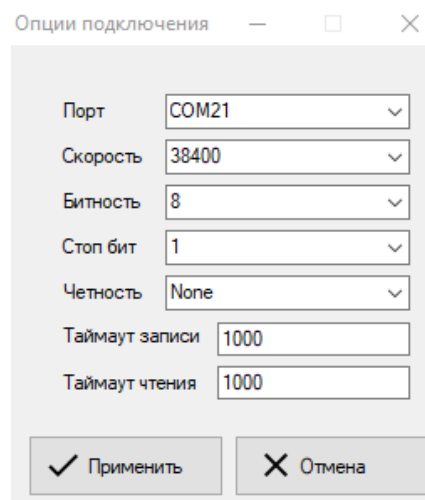 Опции подключения
Порт COM21
Скорость 38400
Битность 8
Стоп бит 1
Четность None
Таймаут записи 1000
Таймаут чтения 1000
Применить Отмена